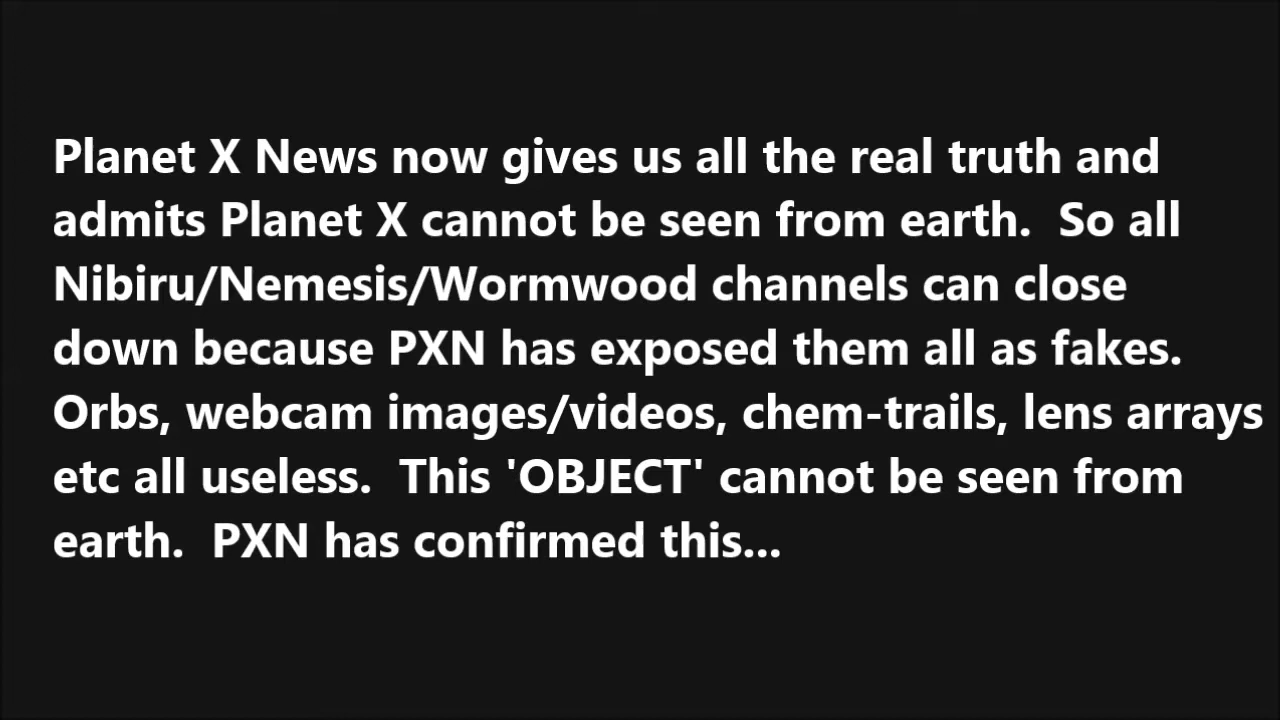 Planet X News now gives us all the real truth and
admits Planet X cannot be seen from earth.  So all
Nibiru/Nemesis/Wormwood channels can close
down because PXN has exposed them all as fakes.
Orbs, webcam images/videos, chem-trails, lens arrays
etc all useless.  This 'OBJECT' cannot be seen from
earth.  PXN has confirmed this...